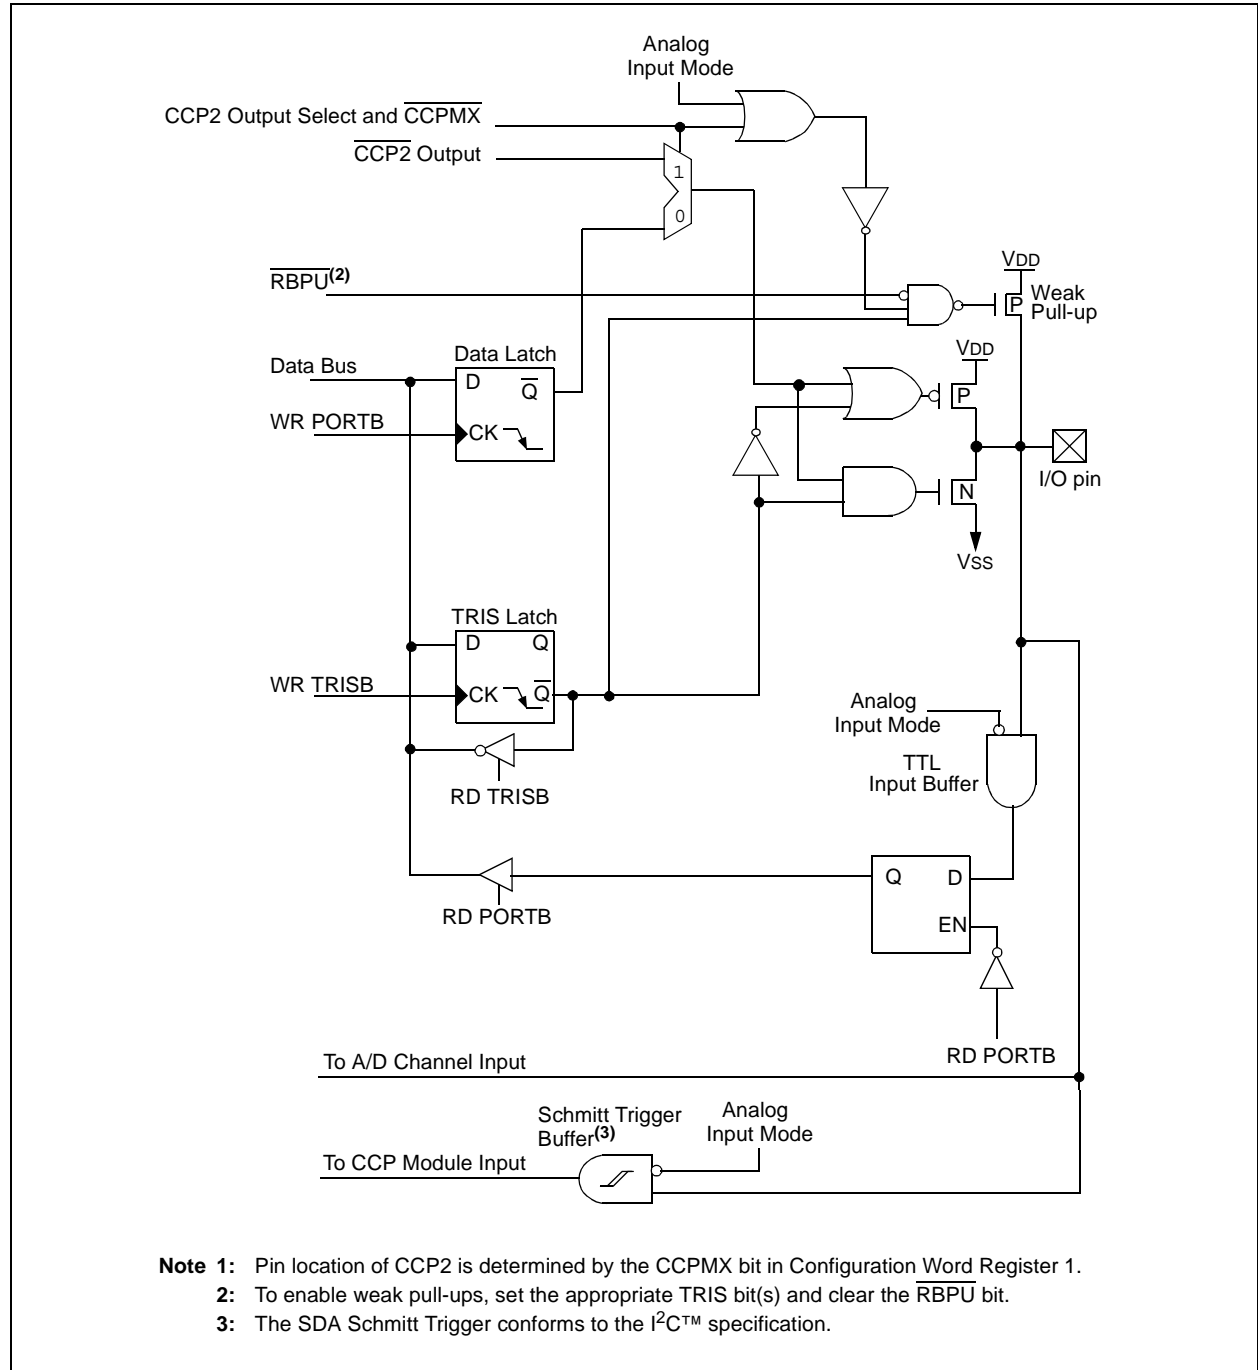 Analog
Input Mode
CCP2 Output Select and C̅C̅P̅M̅X̅
C̅C̅P̅2̅ Output
1
0
R̅B̅P̅U̅(2)
VDD
P
Weak
Pull-up
Data Bus
Data Latch
D
Q̅
WR PORTB
CK
VDD
P
N
I/O pin
VSS
TRIS Latch
D
Q
WR TRISB
CK
Q̅
RD TRISB
Analog
Input Mode
TTL
Input Buffer
Q
D
EN
RD PORTB
RD PORTB
To A/D Channel Input
Schmitt Trigger
Buffer(3)
Analog
Input Mode
To CCP Module Input
Note 1: Pin location of CCP2 is determined by the CCPMX bit in Configuration Word Register 1.
2: To enable weak pull-ups, set the appropriate TRIS bit(s) and clear the R̅B̅P̅U̅ bit.
3: The SDA Schmitt Trigger conforms to the I²C™ specification.